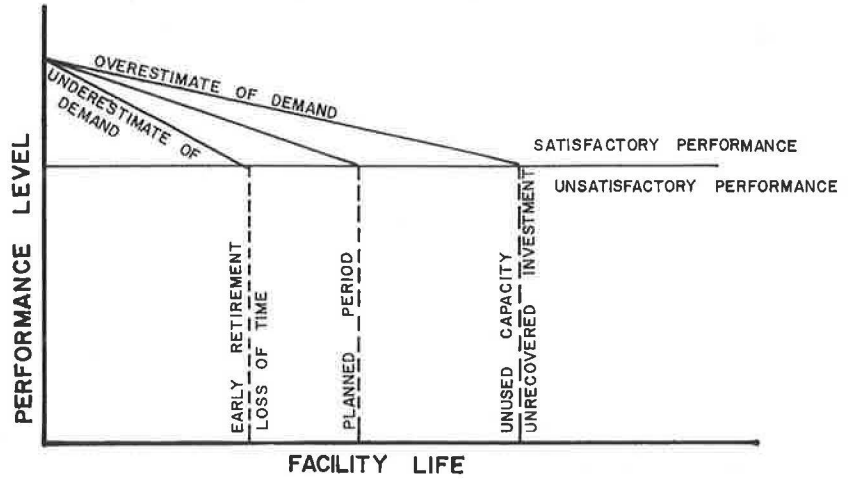 OVERESTIMATE OF DEMAND
UNDERESTIMATE OF
DEMAND
SATISFACTORY PERFORMANCE
UNSATISFACTORY PERFORMANCE
PERFORMANCE LEVEL
EARLY RETIREMENT
LOSS OF TIME
PLANNED PERIOD
UNUSED CAPACITY
UNRECOVERED INVESTMENT
FACILITY LIFE